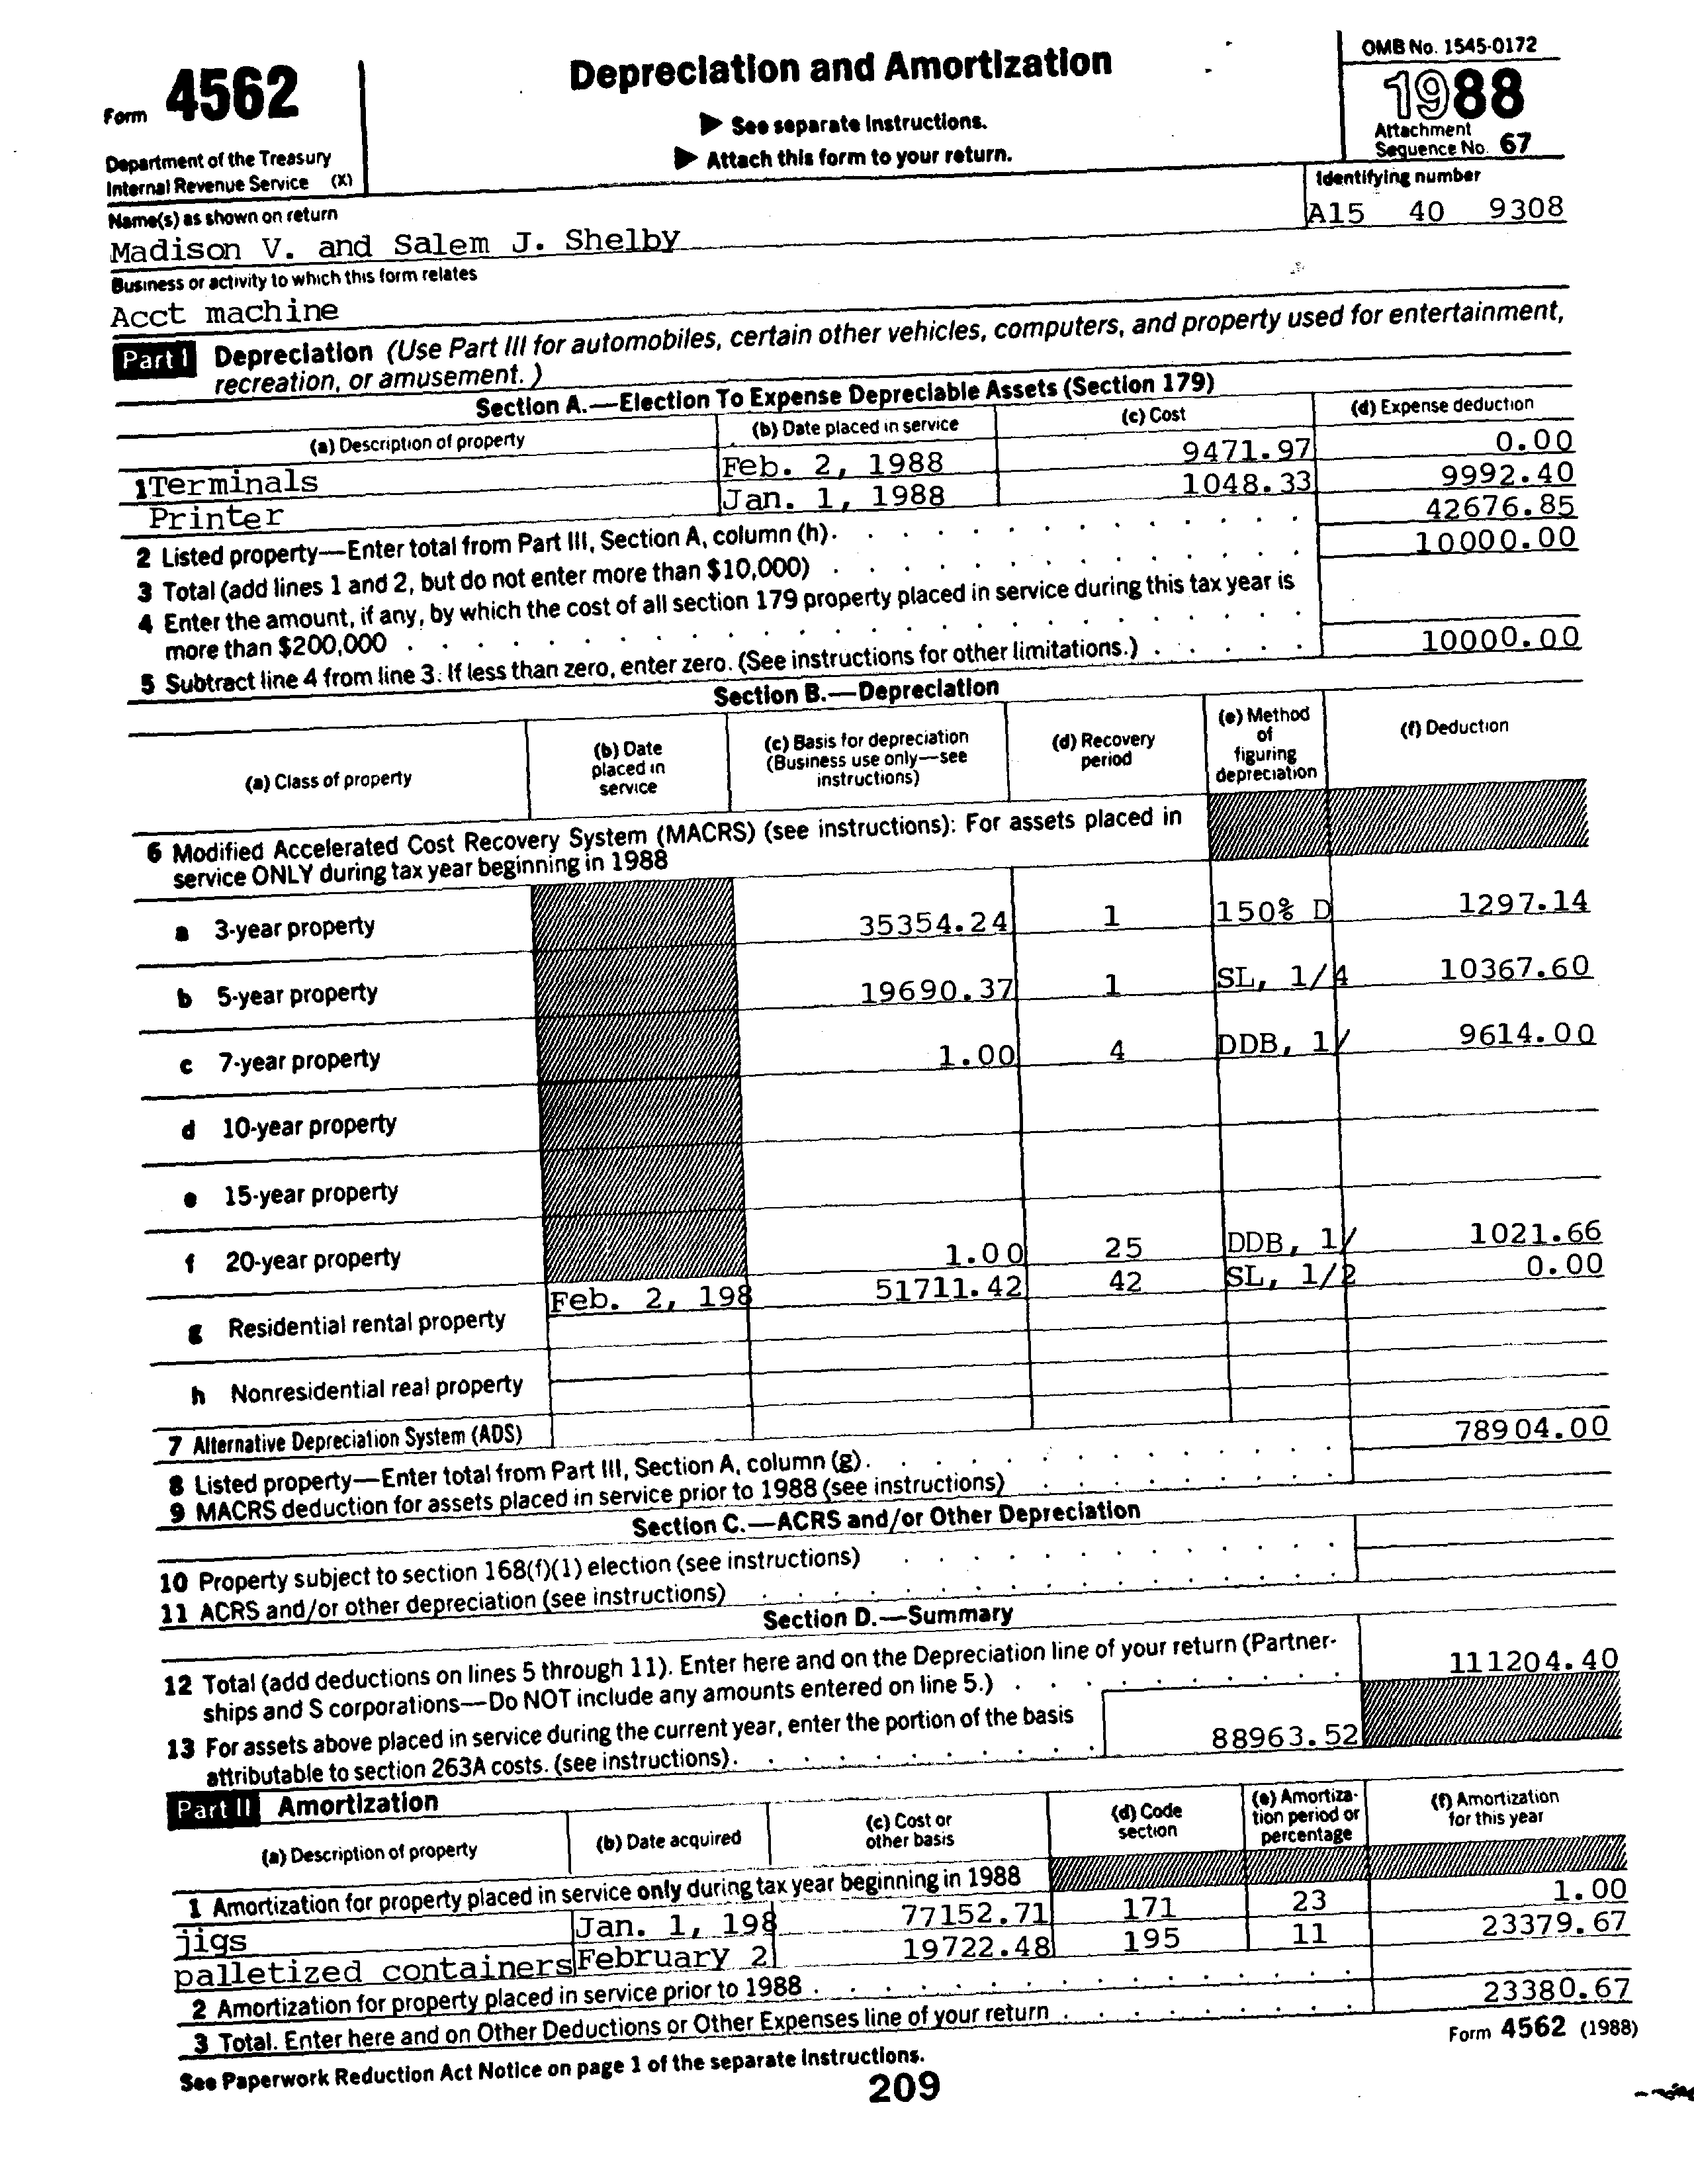 Form 4562
Department of the Treasury
Internal Revenue Service (X)
Depreciation and Amortization
▶ See separate instructions.
▶ Attach this form to your return.
OMB No. 1545-0172
1988
Attachment
Sequence No. 67
Name(s) as shown on return
Identifying number
Madison V. and Salem J. Shelby
A15 40 9308
Business or activity to which this form relates
Acct machine
Part I Depreciation (Use Part III for automobiles, certain other vehicles, computers, and property used for entertainment,
recreation, or amusement.)
Section A.—Election To Expense Depreciable Assets (Section 179)
(a) Description of property (b) Date placed in service (c) Cost (d) Expense deduction
1 Terminals Feb. 2, 1988 9471.97 0.00
Printer Jan. 1, 1988 1048.33 9992.40
2 Listed property—Enter total from Part III, Section A, column (h). 42676.85
3 Total (add lines 1 and 2, but do not enter more than $10,000) 10000.00
4 Enter the amount, if any, by which the cost of all section 179 property placed in service during this tax year is
more than $200,000
5 Subtract line 4 from line 3. If less than zero, enter zero. (See instructions for other limitations.) 10000.00
Section B.—Depreciation
(a) Class of property
(b) Date
placed in
service
(c) Basis for depreciation
(Business use only—see
instructions)
(d) Recovery
period
(e) Method
of
figuring
depreciation
(f) Deduction
6 Modified Accelerated Cost Recovery System (MACRS) (see instructions): For assets placed in
service ONLY during tax year beginning in 1988
a 3-year property 35354.24 1 150% D 1297.14
b 5-year property 19690.37 1 SL, 1/4 10367.60
c 7-year property 1.00 4 DDB, 1/ 9614.00
d 10-year property
e 15-year property
f 20-year property 1.00 25 DDB, 1/ 1021.66
Feb. 2, 198 51711.42 42 SL, 1/2 0.00
g Residential rental property
h Nonresidential real property
7 Alternative Depreciation System (ADS)
8 Listed property—Enter total from Part III, Section A, column (g). 78904.00
9 MACRS deduction for assets placed in service prior to 1988 (see instructions)
Section C.—ACRS and/or Other Depreciation
10 Property subject to section 168(f)(1) election (see instructions)
11 ACRS and/or other depreciation (see instructions)
Section D.—Summary
12 Total (add deductions on lines 5 through 11). Enter here and on the Depreciation line of your return (Partner-
ships and S corporations—Do NOT include any amounts entered on line 5.) 111204.40
13 For assets above placed in service during the current year, enter the portion of the basis
attributable to section 263A costs. (see instructions). 88963.52
Part II Amortization
(a) Description of property
(b) Date acquired
(c) Cost or
other basis
(d) Code
section
(e) Amortiza-
tion period or
percentage
(f) Amortization
for this year
1 Amortization for property placed in service only during tax year beginning in 1988
jigs Jan. 1, 198 77152.71 171 23 1.00
palletized containers February 2 19722.48 195 11 23379.67
2 Amortization for property placed in service prior to 1988
3 Total. Enter here and on Other Deductions or Other Expenses line of your return 23380.67
See Paperwork Reduction Act Notice on page 1 of the separate instructions.
Form 4562 (1988)
209